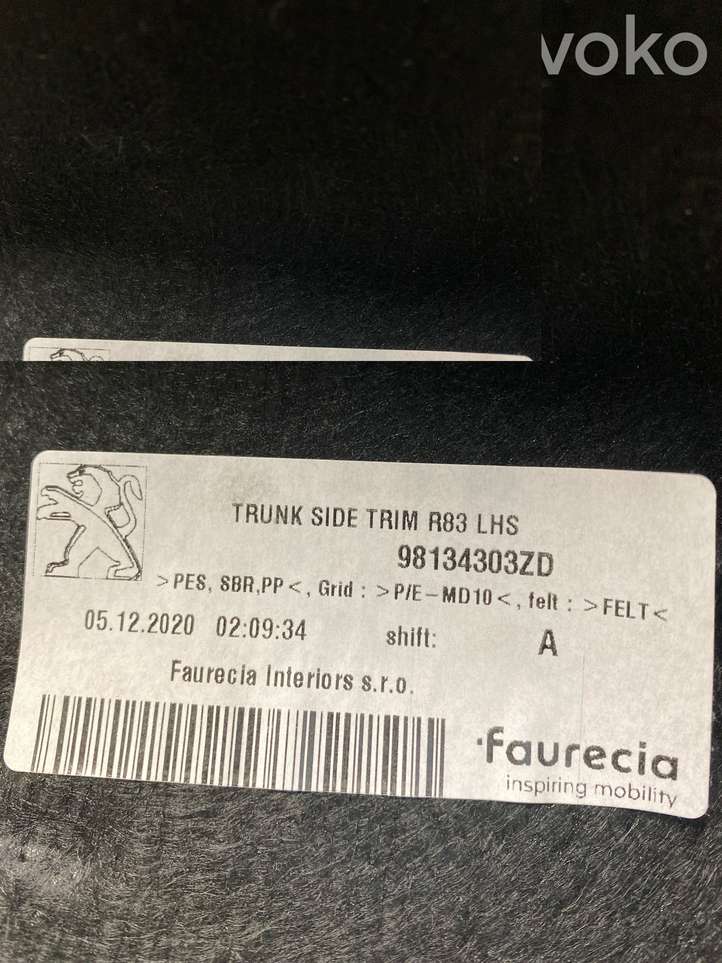 voko
TRUNK SIDE TRIM R83 LHS
98134303ZD
>PES, SBR,PP<, Grid : >P/E-MD10<, felt : >FELT<
05.12.2020 02:09:34 shift: A
Faurecia Interiors s.r.o.
faurecia
inspiring mobility